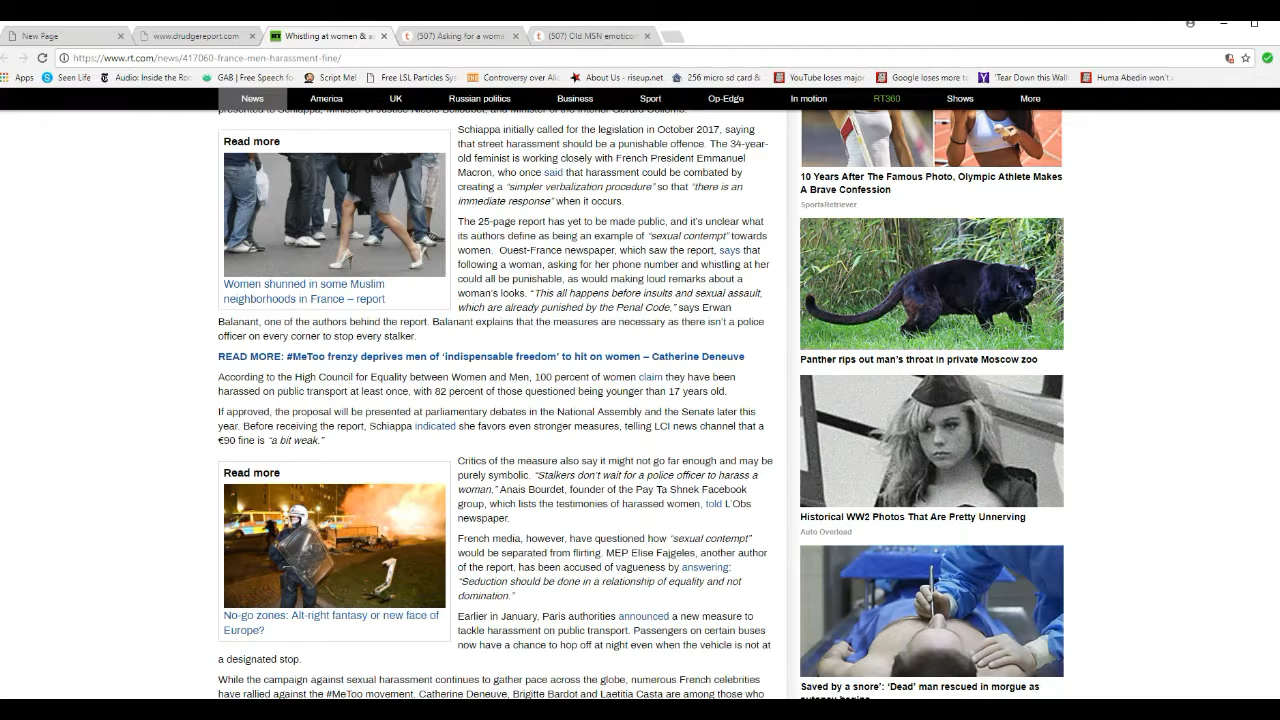 New Page
www.drudgereport.com
Whistling at women & a
(507) Asking for a woma
(507) Old MSN emoticon
https://www.rt.com/news/417060-france-men-harassment-fine/
Apps
Seen Life
Audio: Inside the Roc
GAB | Free Speech fo
Script Me!
Free LSL Particles Sy
Controversy over Ali
About Us - riseup.net
256 micro sd card &
YouTube loses major
Google loses more t
'Tear Down this Wall
Huma Abedin won't
News
America
UK
Russian politics
Business
Sport
Op-Edge
In motion
RT360
Shows
More
Schiappa initially called for the legislation in October 2017, saying
that street harassment should be a punishable offence. The 34-year-
old feminist is working closely with French President Emmanuel
Macron, who once said that harassment could be combated by
creating a “simpler verbalization procedure” so that “there is an
immediate response” when it occurs.
Read more
Women shunned in some Muslim
neighborhoods in France – report
The 25-page report has yet to be made public, and it's unclear what
its authors define as being an example of “sexual contempt” towards
women. Ouest-France newspaper, which saw the report, says that
following a woman, asking for her phone number and whistling at her
could all be punishable, as would making loud remarks about a
woman's looks. “This all happens before insults and sexual assault,
which are already punished by the Penal Code,” says Erwan
Balanant, one of the authors behind the report. Balanant explains that the measures are necessary as there isn't a police
officer on every corner to stop every stalker.
READ MORE: #MeToo frenzy deprives men of ‘indispensable freedom’ to hit on women – Catherine Deneuve
According to the High Council for Equality between Women and Men, 100 percent of women claim they have been
harassed on public transport at least once, with 82 percent of those questioned being younger than 17 years old.
If approved, the proposal will be presented at parliamentary debates in the National Assembly and the Senate later this
year. Before receiving the report, Schiappa indicated she favors even stronger measures, telling LCI news channel that a
€90 fine is “a bit weak.”
Read more
No-go zones: Alt-right fantasy or new face of
Europe?
Critics of the measure also say it might not go far enough and may be
purely symbolic. “Stalkers don’t wait for a police officer to harass a
woman,” Anais Bourdet, founder of the Pay Ta Shnek Facebook
group, which lists the testimonies of harassed women, told L'Obs
newspaper.
French media, however, have questioned how “sexual contempt”
would be separated from flirting. MEP Elise Fajgeles, another author
of the report, has been accused of vagueness by answering:
“Seduction should be done in a relationship of equality and not
domination.”
Earlier in January, Paris authorities announced a new measure to
tackle harassment on public transport. Passengers on certain buses
now have a chance to hop off at night even when the vehicle is not at
a designated stop.
While the campaign against sexual harassment continues to gather pace across the globe, numerous French celebrities
have rallied against the #MeToo movement. Catherine Deneuve, Brigitte Bardot and Laetitia Casta are among those who
10 Years After The Famous Photo, Olympic Athlete Makes
A Brave Confession
SportsRetriever
Panther rips out man's throat in private Moscow zoo
Historical WW2 Photos That Are Pretty Unnerving
Auto Overload
Saved by a snore’: ‘Dead’ man rescued in morgue as